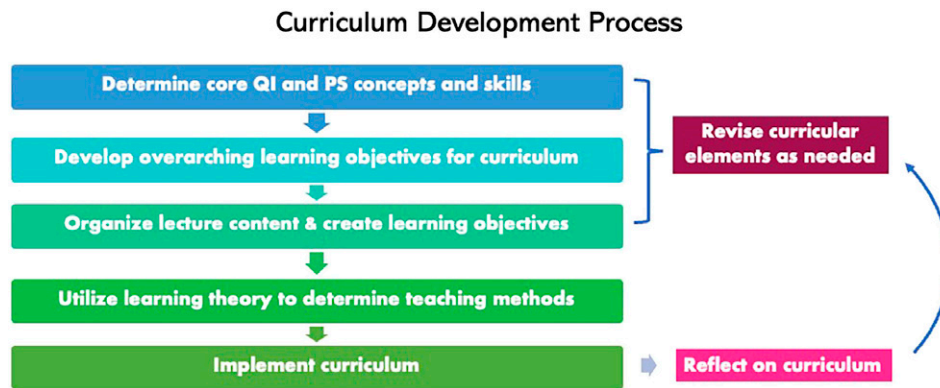 Curriculum Development Process
Determine core QI and PS concepts and skills
Develop overarching learning objectives for curriculum
Organize lecture content & create learning objectives
Utilize learning theory to determine teaching methods
Implement curriculum
Revise curricular
elements as needed
Reflect on curriculum